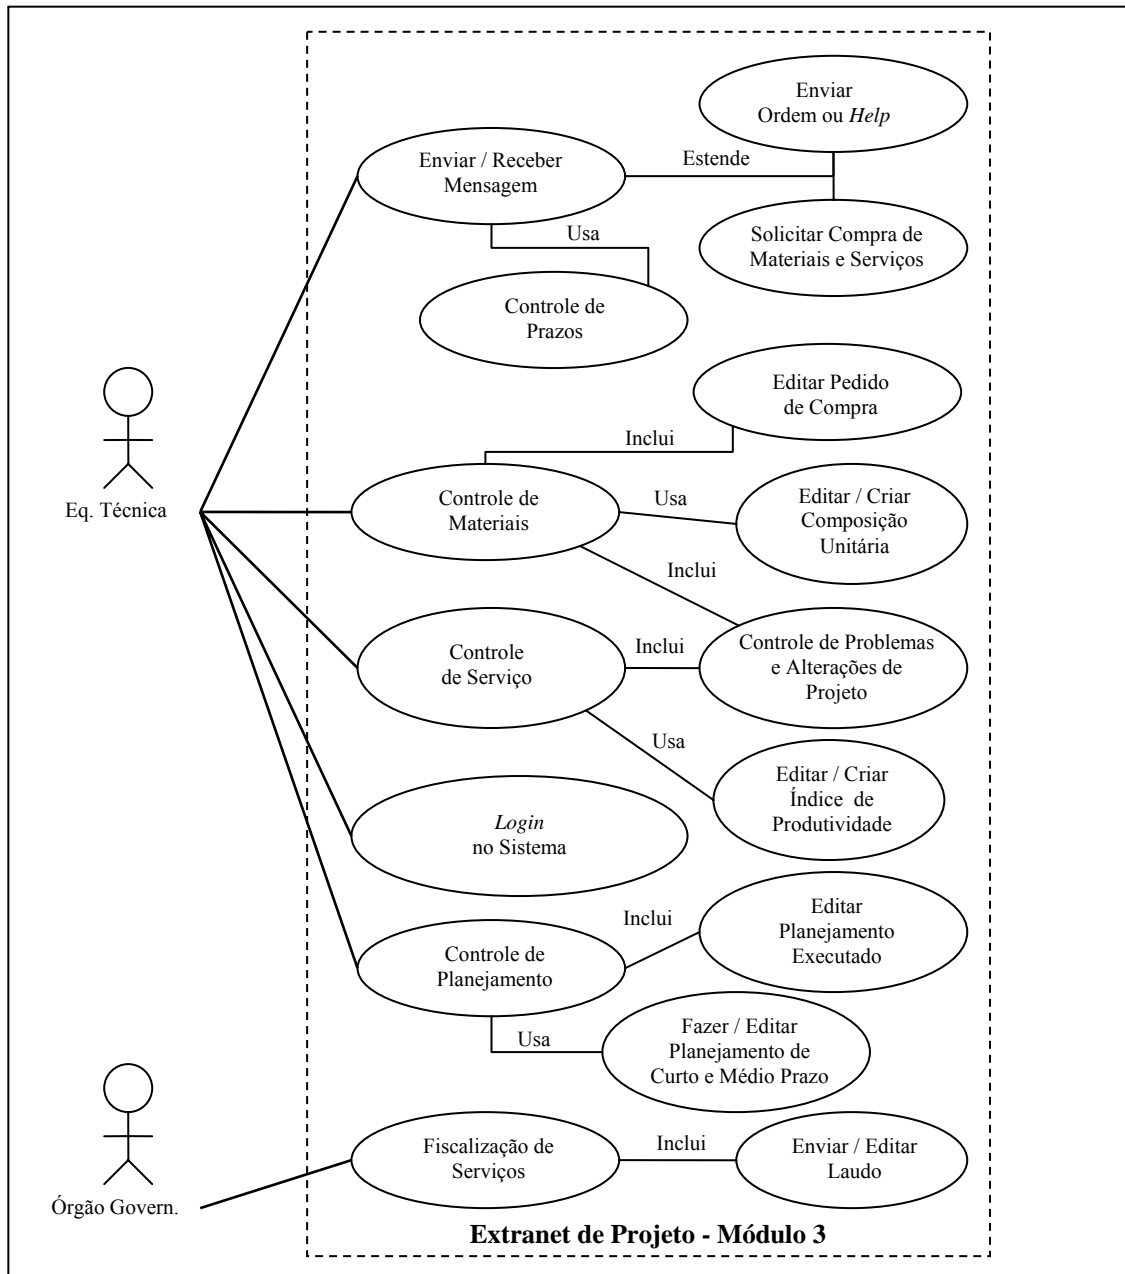 Enviar
Ordem ou Help
Enviar / Receber
Mensagem
Estende
Solicitar Compra de
Materiais e Serviços
Usa
Controle de
Prazos
Editar Pedido
de Compra
Inclui
Eq. Técnica
Controle de
Materiais
Usa
Editar / Criar
Composição
Unitária
Inclui
Controle
de Serviço
Inclui
Controle de Problemas
e Alterações de
Projeto
Usa
Editar / Criar
Índice de
Produtividade
Login
no Sistema
Controle de
Planejamento
Inclui
Editar
Planejamento
Executado
Usa
Fazer / Editar
Planejamento de
Curto e Médio Prazo
Órgão Govern.
Fiscalização de
Serviços
Inclui
Enviar / Editar
Laudo
Extranet de Projeto - Módulo 3